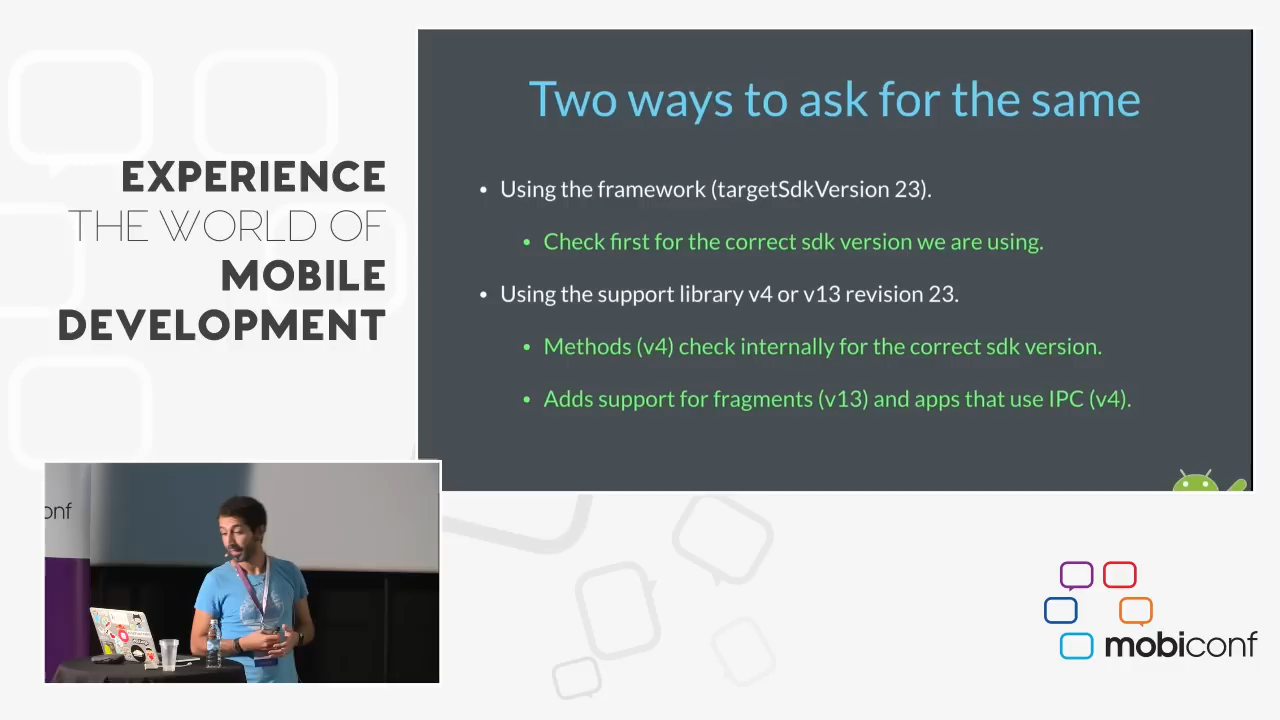 EXPERIENCE
THE WORLD OF
MOBILE
DEVELOPMENT
Two ways to ask for the same
• Using the framework (targetSdkVersion 23).
• Check first for the correct sdk version we are using.
• Using the support library v4 or v13 revision 23.
• Methods (v4) check internally for the correct sdk version.
• Adds support for fragments (v13) and apps that use IPC (v4).
onf
mobiconf